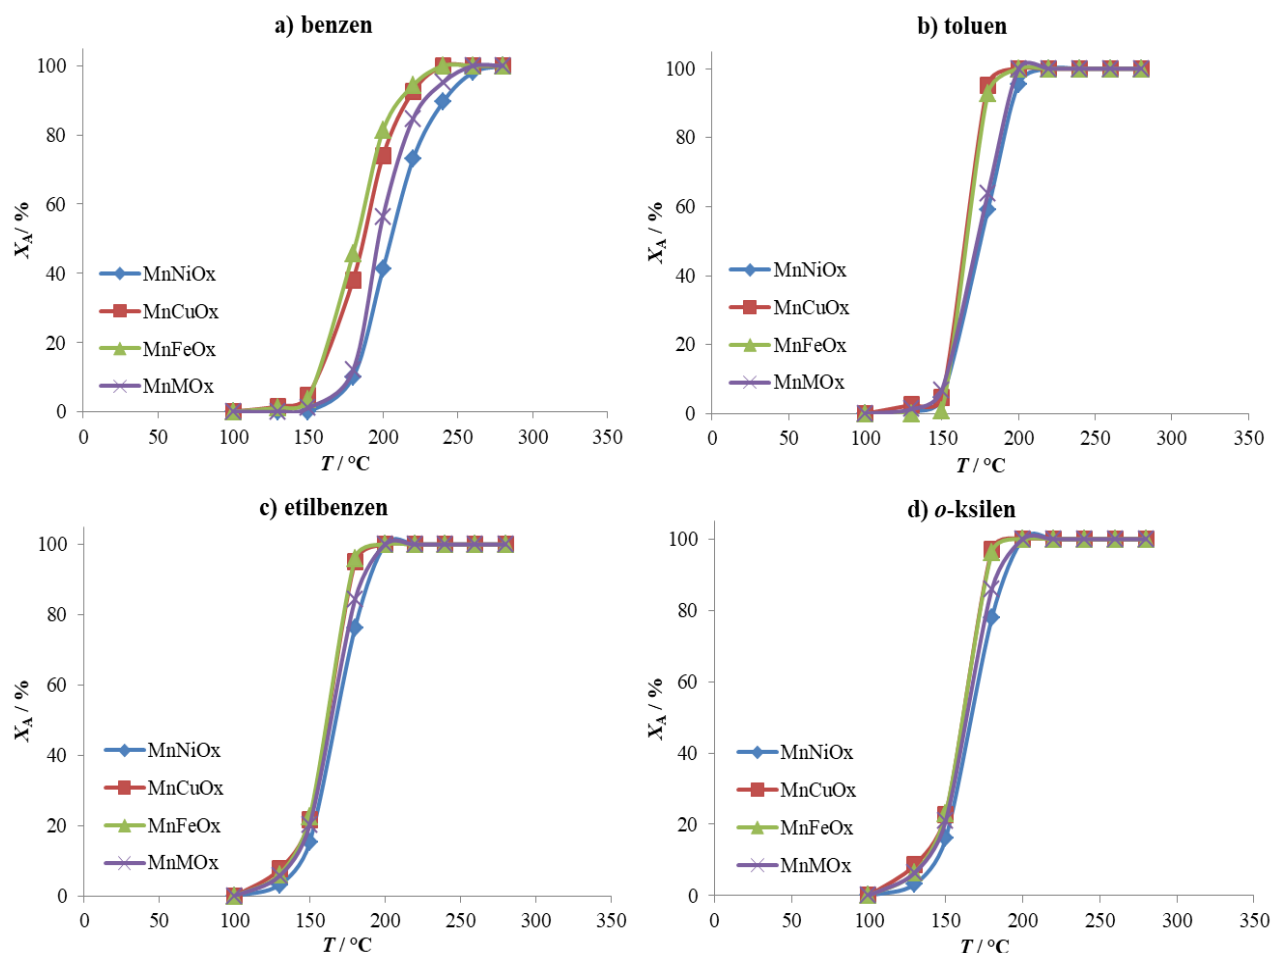 a) benzen
100
80
60
40
20
0
X_A / %
MnNiOx
MnCuOx
MnFeOx
MnMOx
0 50 100 150 200 250 300 350
T / °C
b) toluen
100
80
60
40
20
0
X_A / %
MnNiOx
MnCuOx
MnFeOx
MnMOx
0 50 100 150 200 250 300 350
T / °C
c) etilbenzen
100
80
60
40
20
0
X_A / %
MnNiOx
MnCuOx
MnFeOx
MnMOx
0 50 100 150 200 250 300 350
T / °C
d) o-ksilen
100
80
60
40
20
0
X_A / %
MnNiOx
MnCuOx
MnFeOx
MnMOx
0 50 100 150 200 250 300 350
T / °C